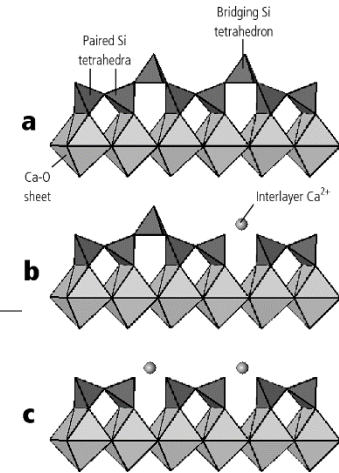 Bridging Si
tetrahedron
Paired Si
tetrahedra
a
Ca-O
sheet
Interlayer Ca²⁺
b
c